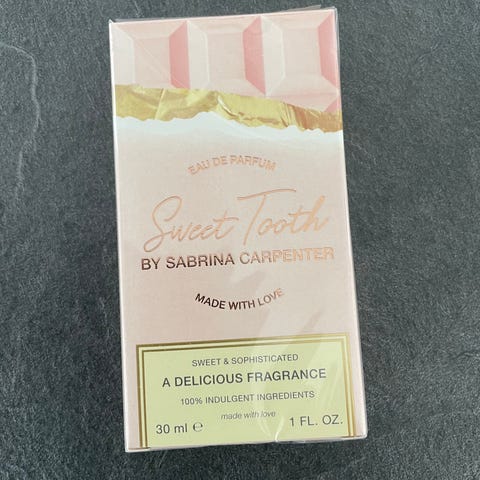 EAU DE PARFUM
Sweet Tooth
BY SABRINA CARPENTER
MADE WITH LOVE
SWEET & SOPHISTICATED
A DELICIOUS FRAGRANCE
100% INDULGENT INGREDIENTS
made with love
30 ml ℮ 1 FL. OZ.